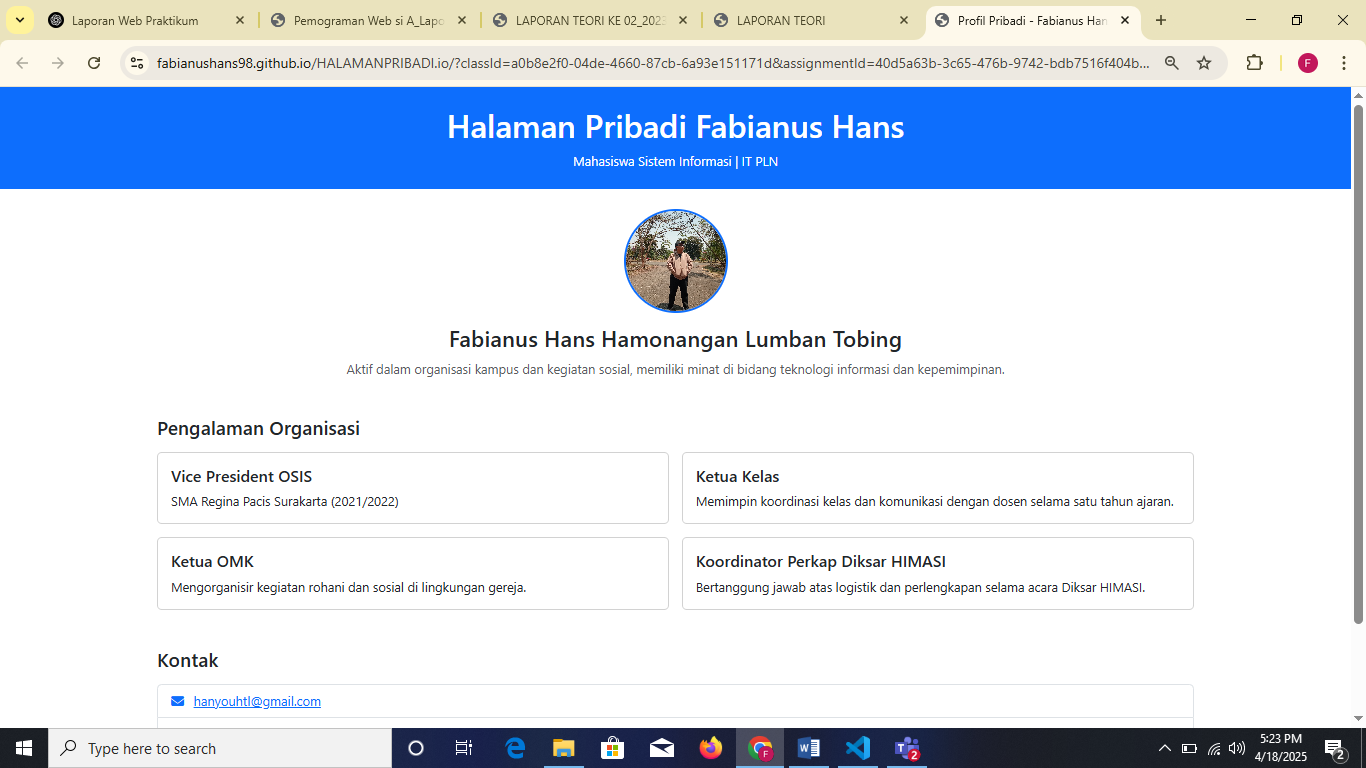 Laporan Web Praktikum
Pemograman Web si A_Lapo
LAPORAN TEORI KE 02_2023
LAPORAN TEORI
Profil Pribadi - Fabianus Han
fabianushans98.github.io/HALAMANPRIBADI.io/?classId=a0b8e2f0-04de-4660-87cb-6a93e151171d&assignmentId=40d5a63b-3c65-476b-9742-bdb7516f404b...
F
Halaman Pribadi Fabianus Hans
Mahasiswa Sistem Informasi | IT PLN
Fabianus Hans Hamonangan Lumban Tobing
Aktif dalam organisasi kampus dan kegiatan sosial, memiliki minat di bidang teknologi informasi dan kepemimpinan.
Pengalaman Organisasi
Vice President OSIS
SMA Regina Pacis Surakarta (2021/2022)
Ketua Kelas
Memimpin koordinasi kelas dan komunikasi dengan dosen selama satu tahun ajaran.
Ketua OMK
Mengorganisir kegiatan rohani dan sosial di lingkungan gereja.
Koordinator Perkap Diksar HIMASI
Bertanggung jawab atas logistik dan perlengkapan selama acara Diksar HIMASI.
Kontak
hanyouhtl@gmail.com
Type here to search
F
2
5:23 PM
4/18/2025
2